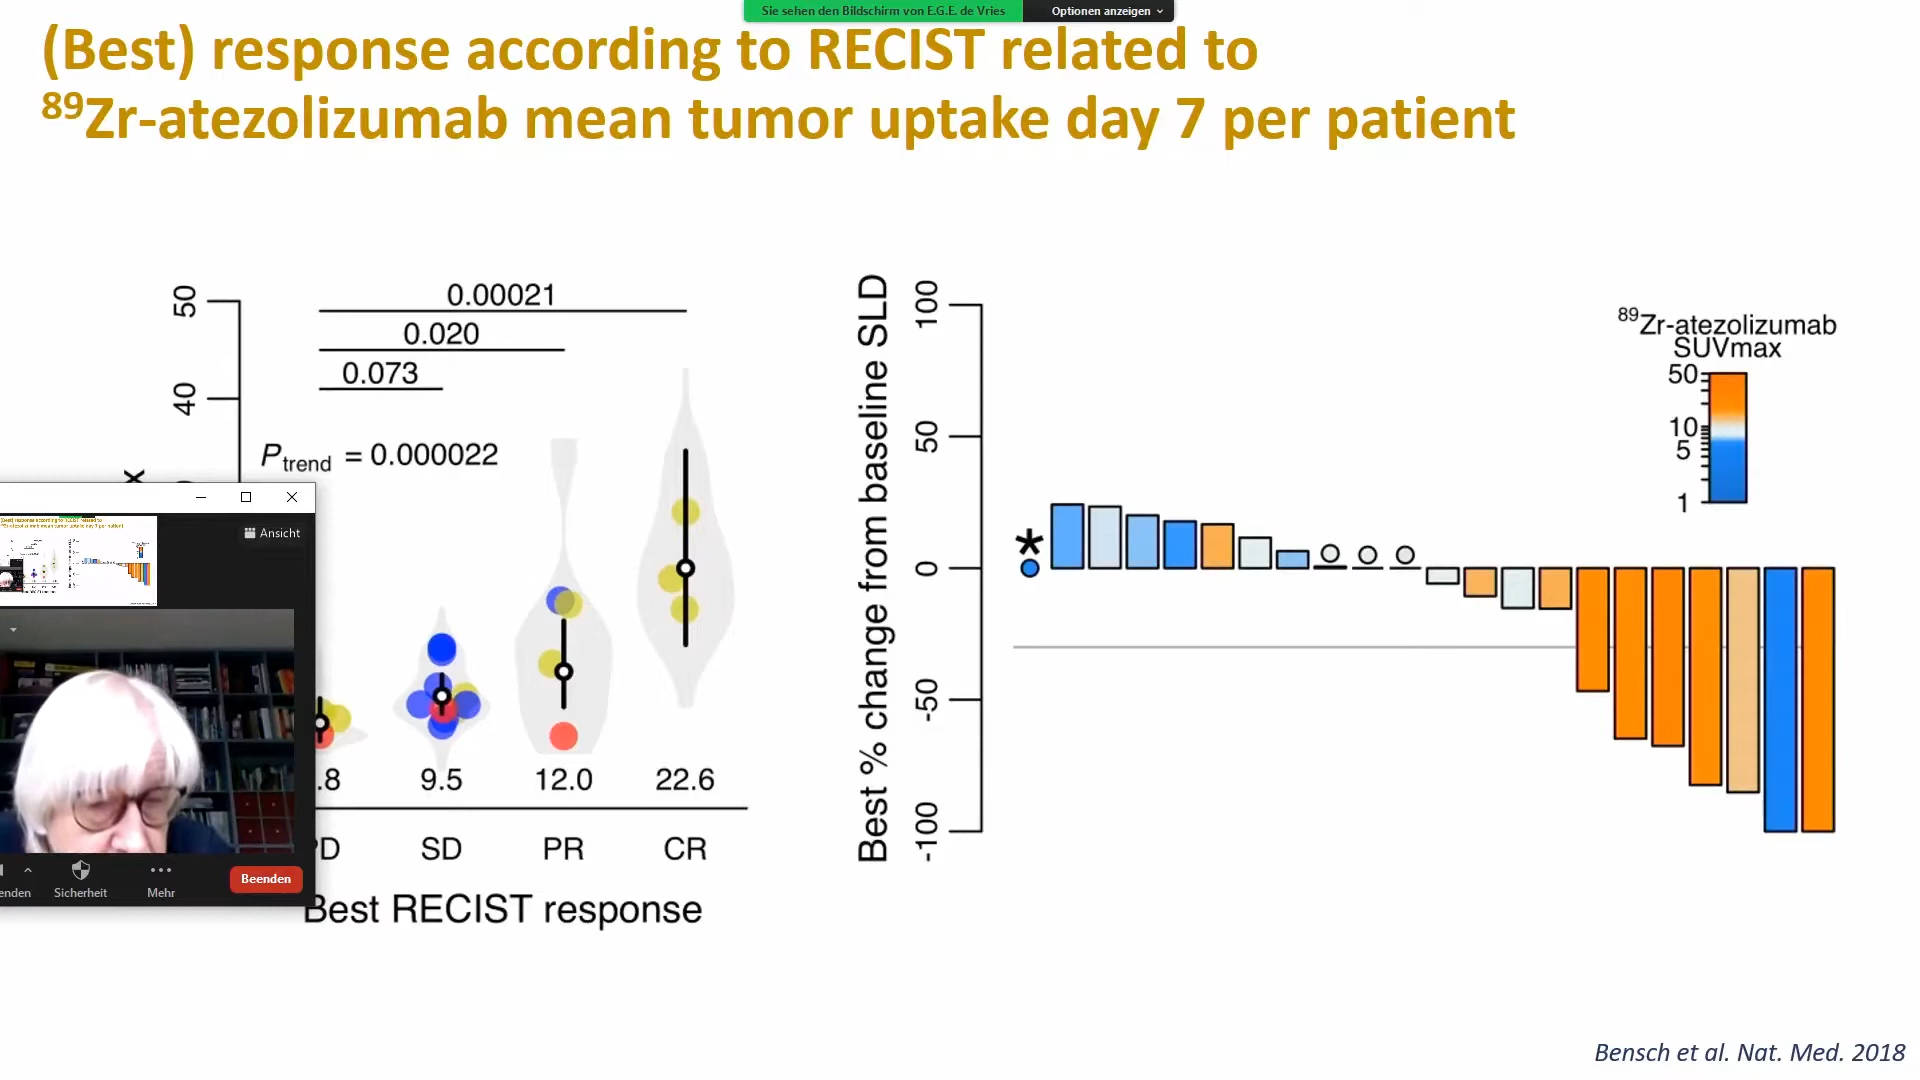 Sie sehen den Bildschirm von E.G.E. de Vries
Optionen anzeigen
(Best) response according to RECIST related to
89Zr-atezolizumab mean tumor uptake day 7 per patient
50
40
0.00021
0.020
0.073
Ptrend = 0.000022
x
.8
9.5
12.0
22.6
PD
SD
PR
CR
Best RECIST response
Ansicht
enden
Sicherheit
Mehr
Beenden
Best % change from baseline SLD
100
50
0
-50
-100
*
89Zr-atezolizumab
SUVmax
50
10
5
1
Bensch et al. Nat. Med. 2018